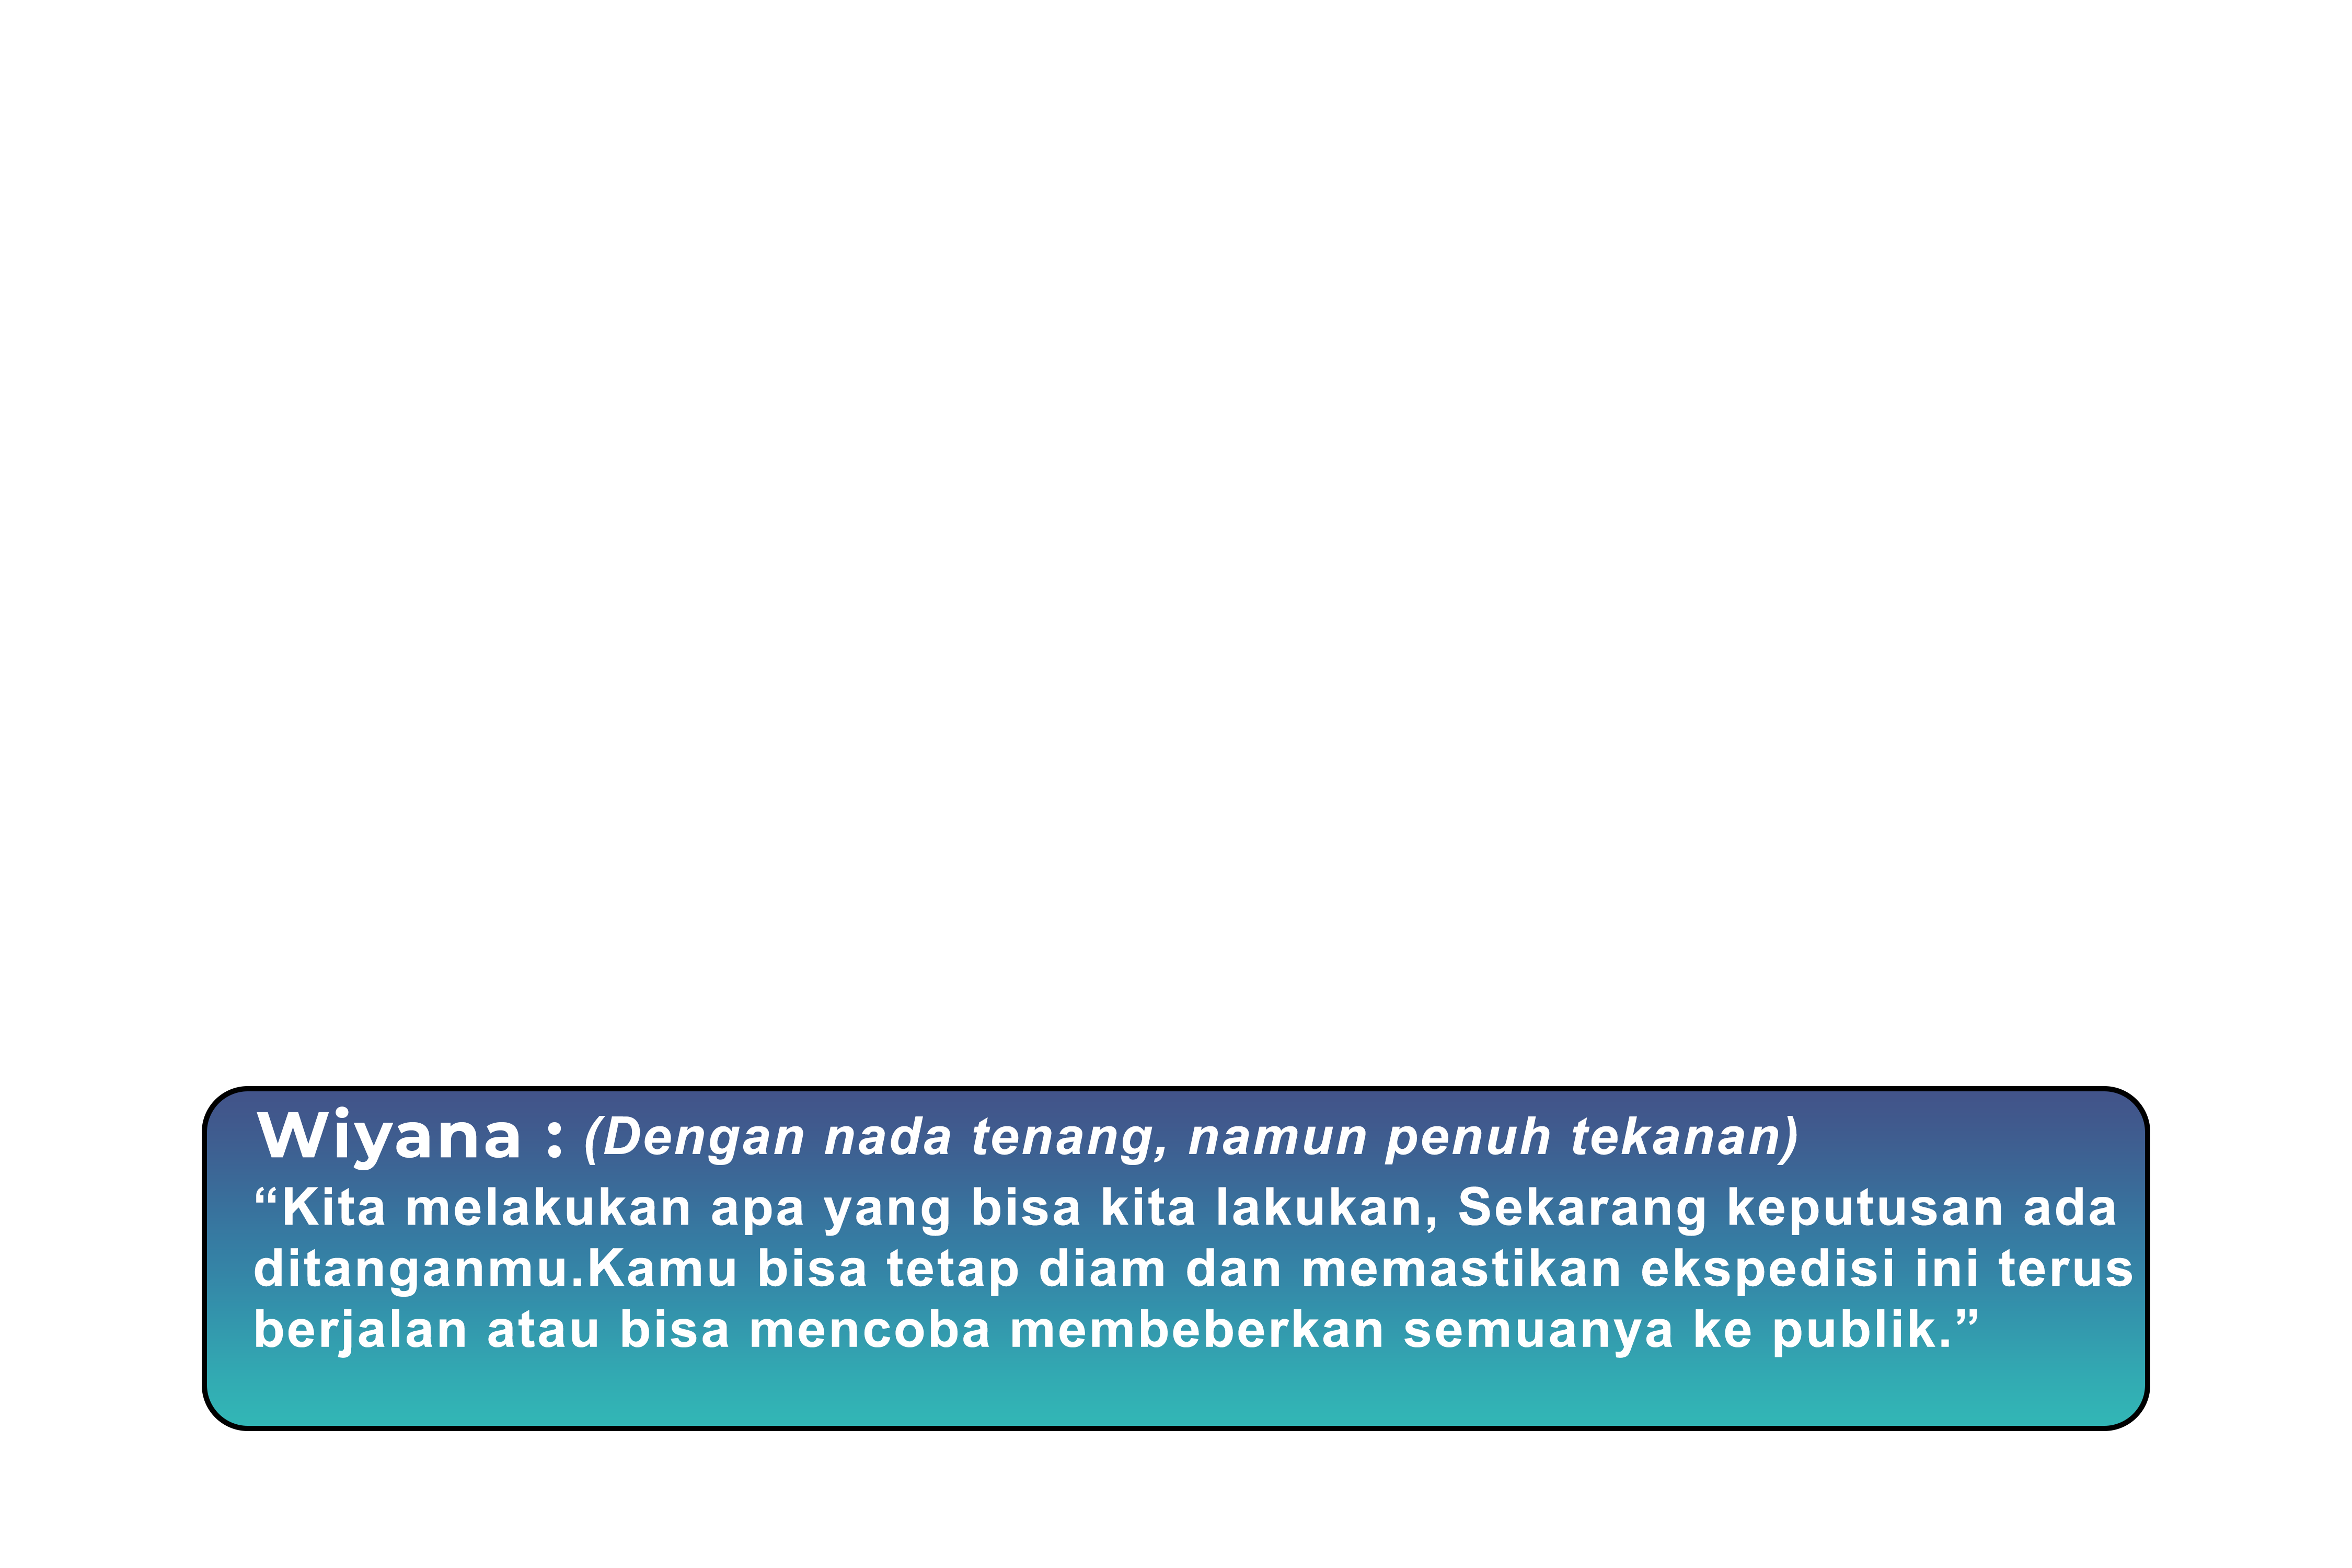 Wiyana : (Dengan nada tenang, namun penuh tekanan)
“Kita melakukan apa yang bisa kita lakukan, Sekarang keputusan ada
ditanganmu.Kamu bisa tetap diam dan memastikan ekspedisi ini terus
berjalan atau bisa mencoba membeberkan semuanya ke publik.”